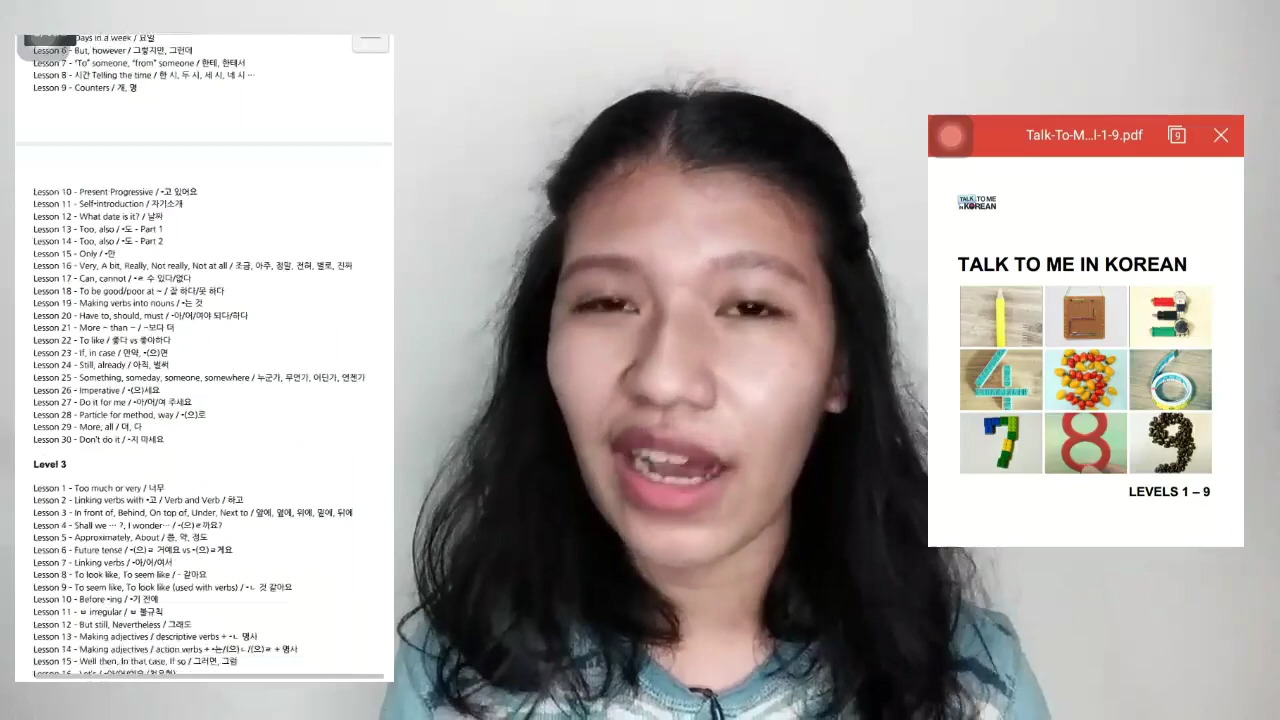 Days in a week / 요일
Lesson 6 - But, however / 그렇지만, 그런데
Lesson 7 - "To" someone, "from" someone / 한테, 한테서
Lesson 8 - 시간 Telling the time / 한 시, 두 시, 세 시, 네 시 ···
Lesson 9 - Counters / 개, 명
Lesson 10 - Present Progressive / -고 있어요
Lesson 11 - Self-introduction / 자기소개
Lesson 12 - What date is it? / 날짜
Lesson 13 - Too, also / -도 - Part 1
Lesson 14 - Too, also / -도 - Part 2
Lesson 15 - Only / -만
Lesson 16 - Very, A bit, Really, Not really, Not at all / 조금, 아주, 정말, 전혀, 별로, 진짜
Lesson 17 - Can, cannot / -ㄹ 수 있다/없다
Lesson 18 - To be good/poor at ~ / 잘 하다/못 하다
Lesson 19 - Making verbs into nouns / -는 것
Lesson 20 - Have to, should, must / -아/어/여야 되다/하다
Lesson 21 - More ~ than ~ / ~보다 더
Lesson 22 - To like / 좋다 vs 좋아하다
Lesson 23 - If, in case / 만약, -(으)면
Lesson 24 - Still, already / 아직, 벌써
Lesson 25 - Something, someday, someone, somewhere / 누군가, 무언가, 어딘가, 언젠가
Lesson 26 - Imperative / -(으)세요
Lesson 27 - Do it for me / -아/어/여 주세요
Lesson 28 - Particle for method, way / -(으)로
Lesson 29 - More, all / 더, 다
Lesson 30 - Don't do it / -지 마세요
Level 3
Lesson 1 - Too much or very / 너무
Lesson 2 - Linking verbs with -고 / Verb and Verb / 하고
Lesson 3 - In front of, Behind, On top of, Under, Next to / 앞에, 옆에, 위에, 밑에, 뒤에
Lesson 4 - Shall we ··· ?, I wonder··· / -(으)ㄹ까요?
Lesson 5 - Approximately, About / 쯤, 약, 정도
Lesson 6 - Future tense / -(으)ㄹ 거예요 vs -(으)ㄹ게요
Lesson 7 - Linking verbs / -아/어/여서
Lesson 8 - To look like, To seem like / - 같아요
Lesson 9 - To seem like, To look like (used with verbs) / -ㄴ 것 같아요
Lesson 10 - Before -ing / -기 전에
Lesson 11 - ㅂ irregular / ㅂ 불규칙
Lesson 12 - But still, Nevertheless / 그래도
Lesson 13 - Making adjectives / descriptive verbs + -ㄴ 명사
Lesson 14 - Making adjectives / action verbs + -는/(으)ㄴ/(으)ㄹ + 명사
Lesson 15 - Well then, In that case, If so / 그러면, 그럼
Talk-To-M...l-1-9.pdf
9
TALK TO ME
IN KOREAN
TALK TO ME IN KOREAN
1 2 3
4 5 6
7 8 9
LEVELS 1 – 9